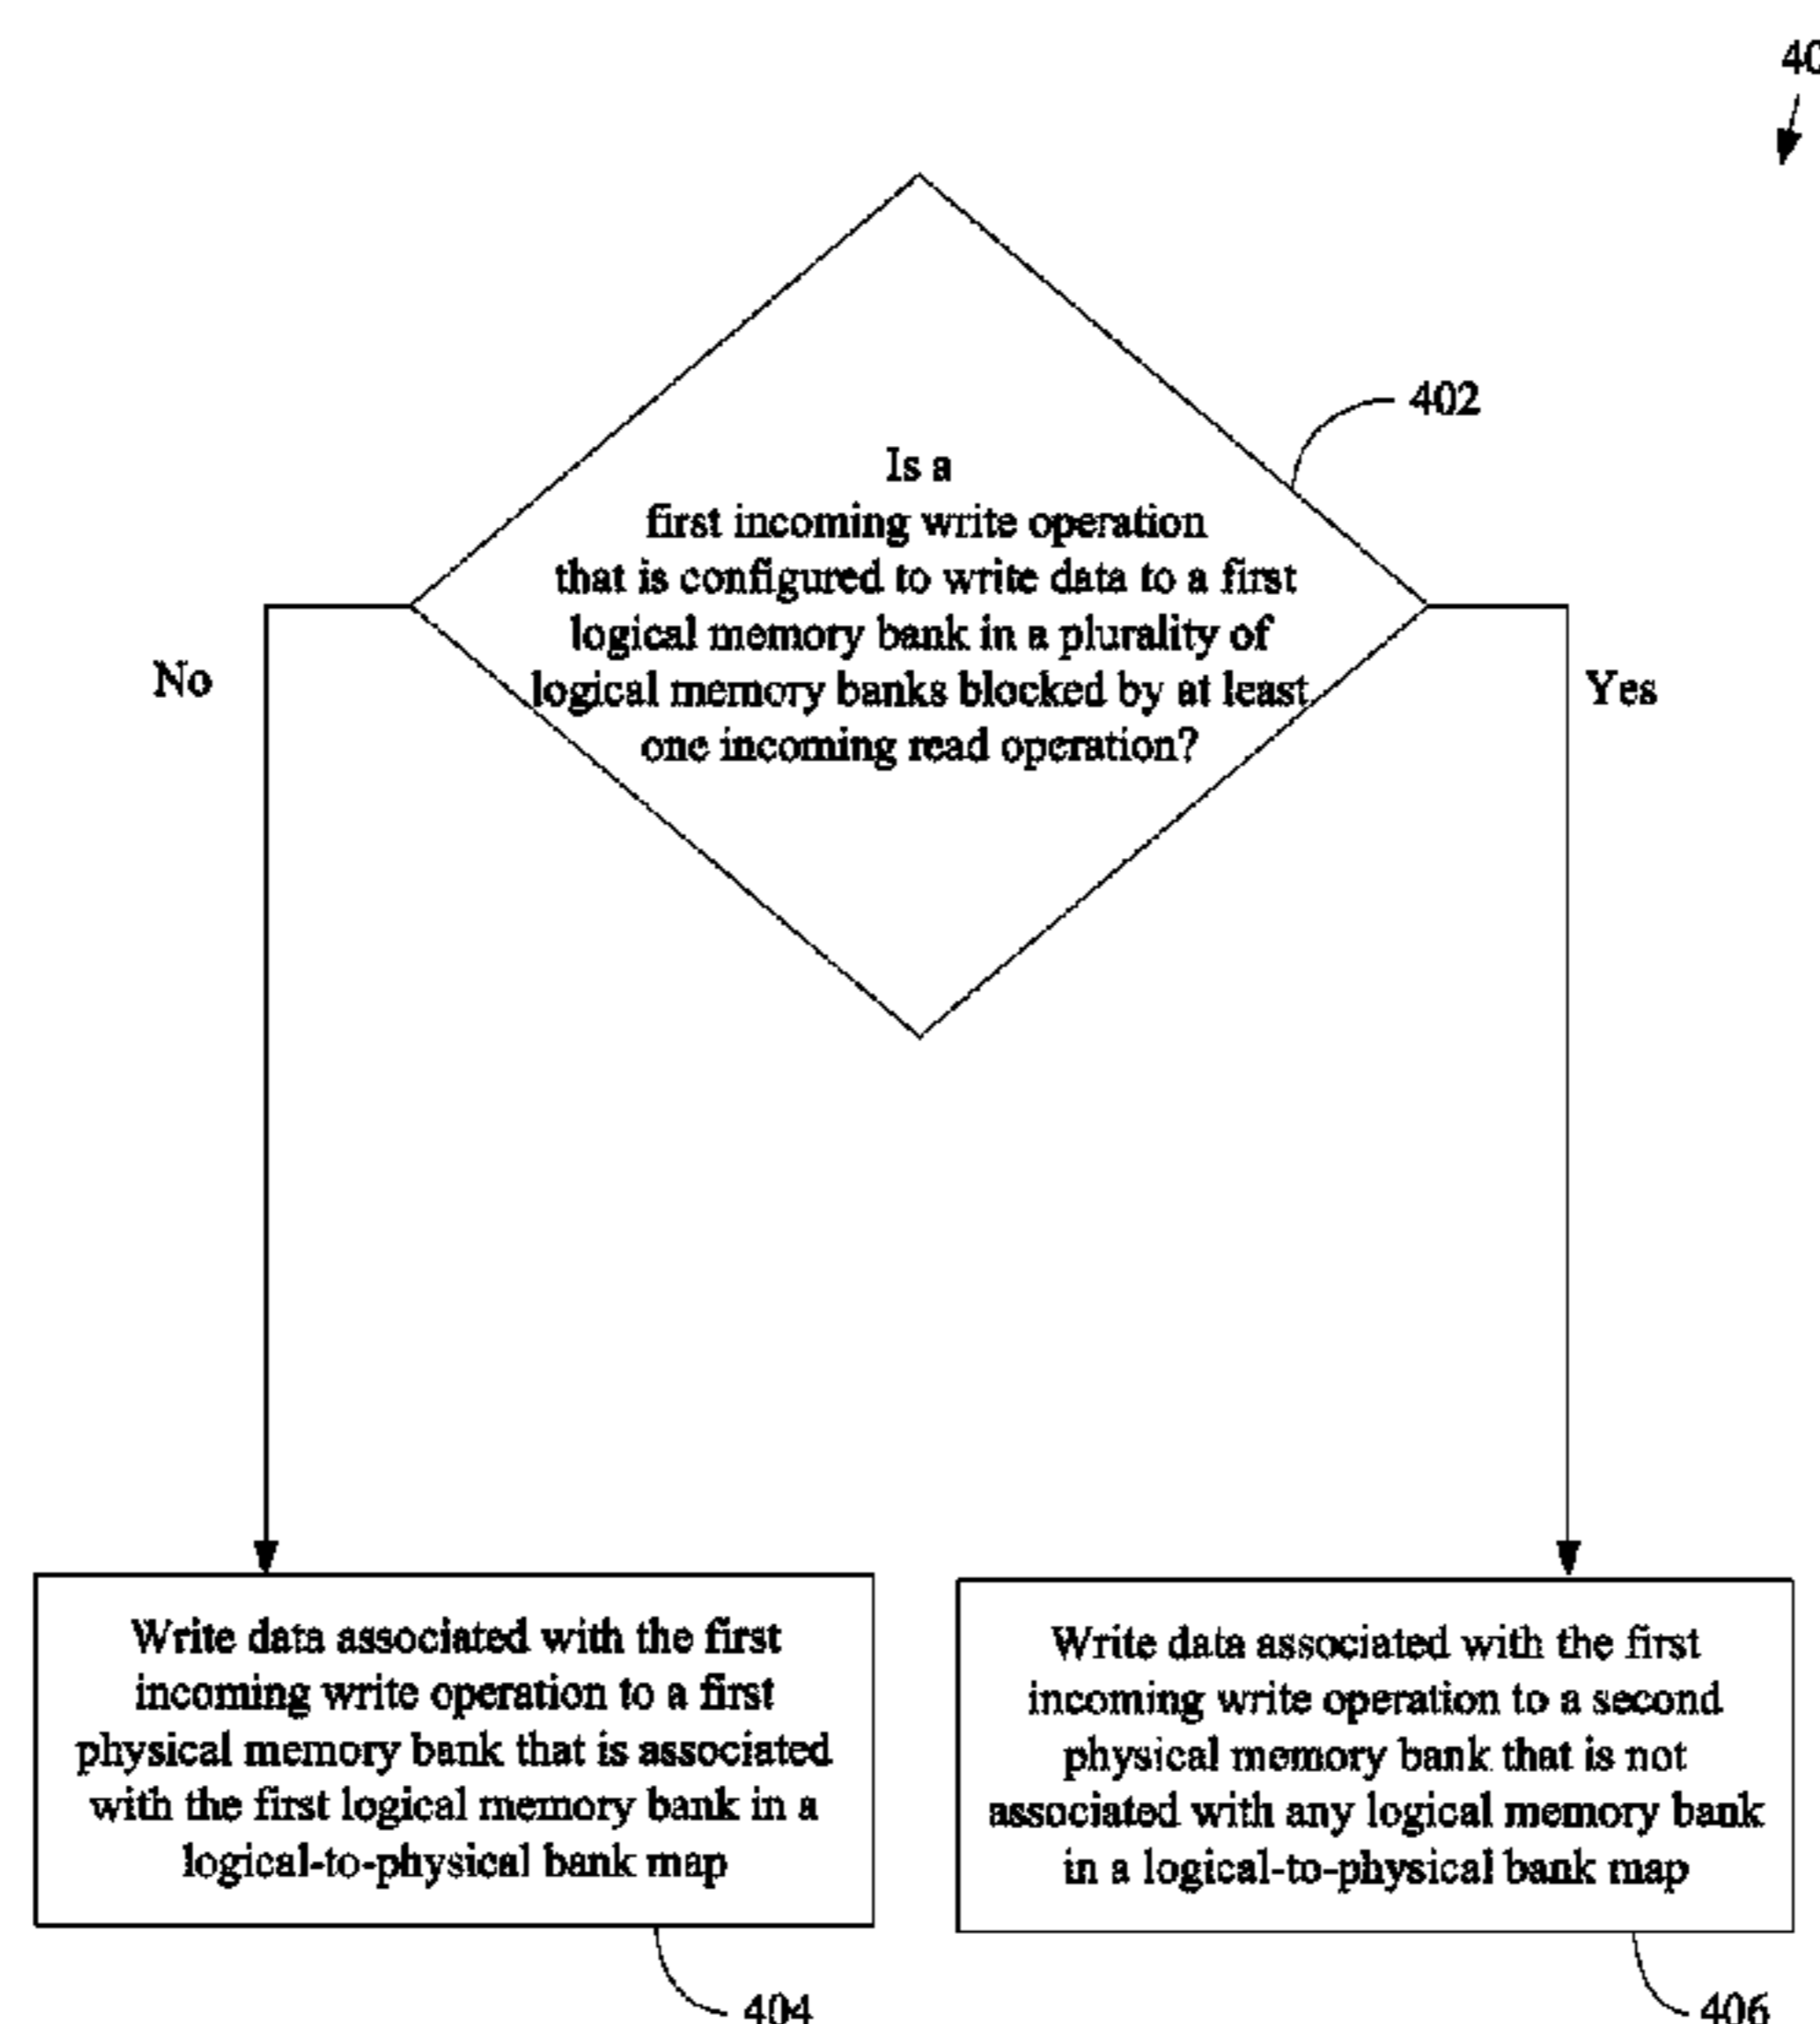 40
402
Is a
first incoming write operation
that is configured to write data to a first
logical memory bank in a plurality of
logical memory banks blocked by at least
one incoming read operation?
No
Yes
Write data associated with the first
incoming write operation to a first
physical memory bank that is associated
with the first logical memory bank in a
logical-to-physical bank map
Write data associated with the first
incoming write operation to a second
physical memory bank that is not
associated with any logical memory bank
in a logical-to-physical bank map
404
406